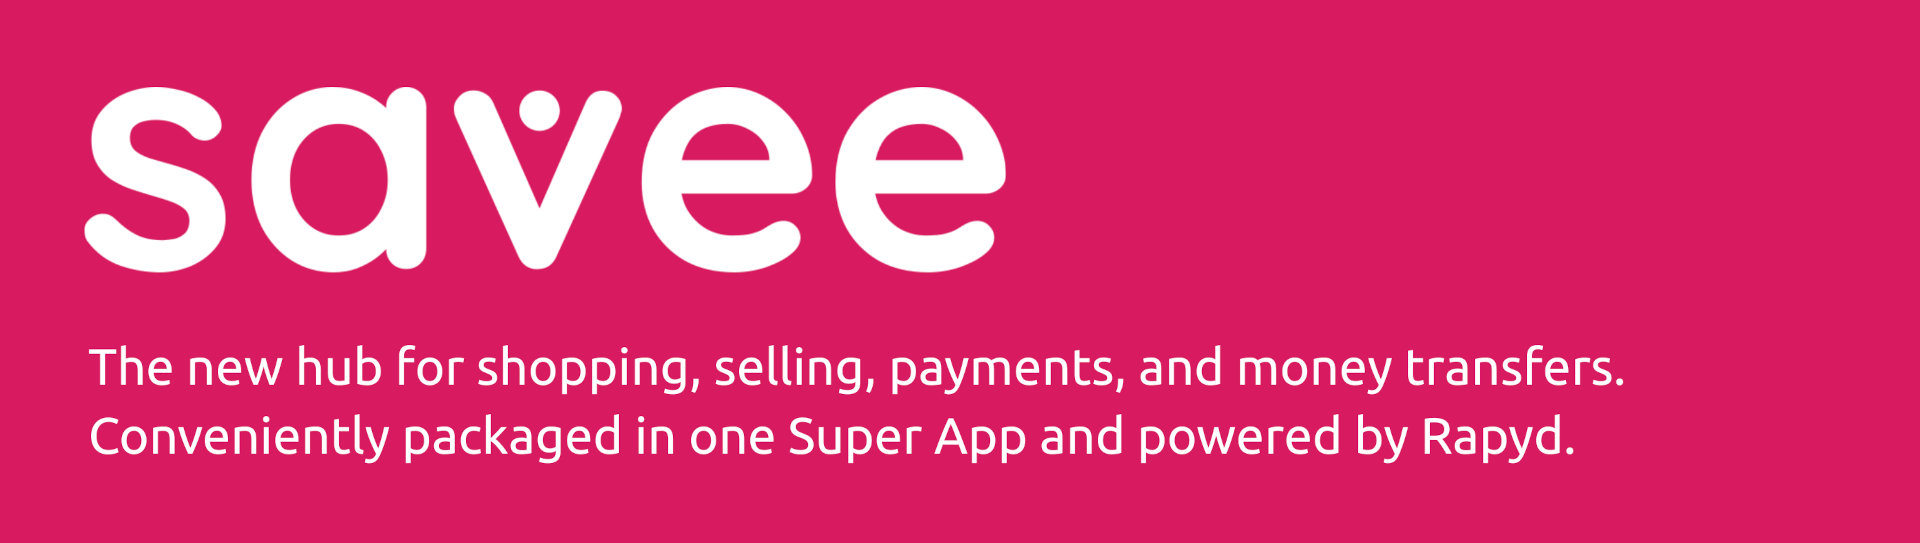 savee
The new hub for shopping, selling, payments, and money transfers.
Conveniently packaged in one Super App and powered by Rapyd.